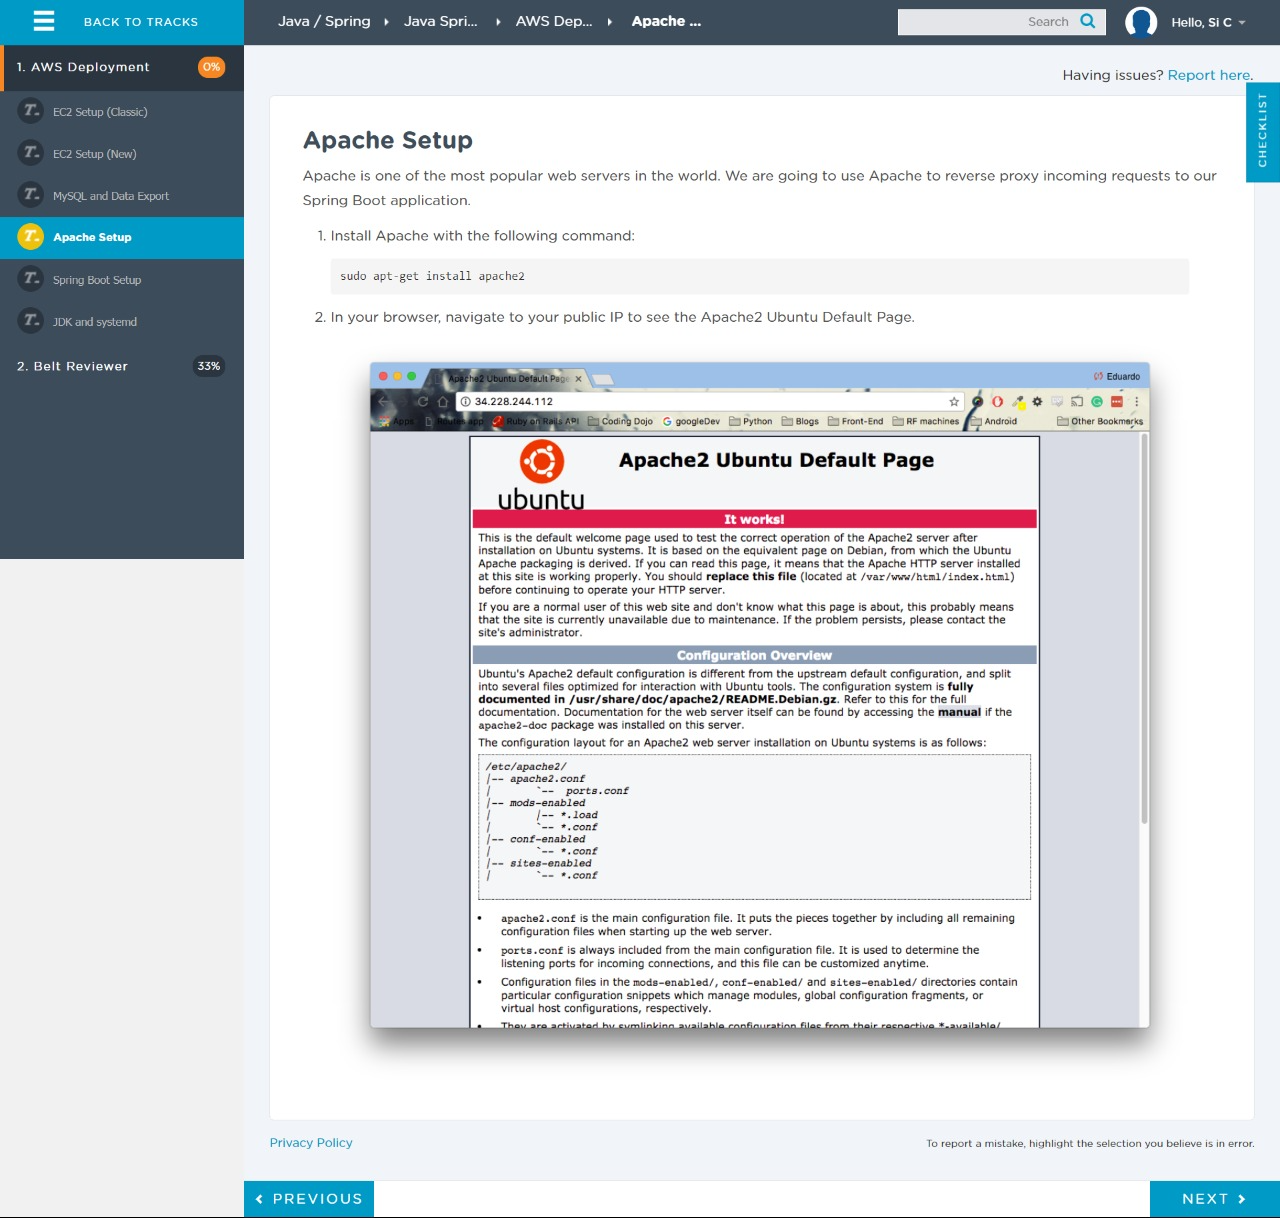 BACK TO TRACKS
Java / Spring
Java Spri...
AWS Dep...
Apache ...
Search
Hello, Si C
1. AWS Deployment
0%
EC2 Setup (Classic)
EC2 Setup (New)
MySQL and Data Export
Apache Setup
Spring Boot Setup
JDK and systemd
2. Belt Reviewer
33%
Having issues? Report here.
CHECKLIST
Apache Setup
Apache is one of the most popular web servers in the world. We are going to use Apache to reverse proxy incoming requests to our
Spring Boot application.
1. Install Apache with the following command:
sudo apt-get install apache2
2. In your browser, navigate to your public IP to see the Apache2 Ubuntu Default Page.
Apache2 Ubuntu Default Page
Eduardo
34.228.244.112
Apps
Routes app
Ruby on Rails API
Coding Dojo
googleDev
Python
Blogs
Front-End
RF machines
Android
Other Bookmarks
ubuntu
Apache2 Ubuntu Default Page
It works!
This is the default welcome page used to test the correct operation of the Apache2 server after
installation on Ubuntu systems. It is based on the equivalent page on Debian, from which the Ubuntu
Apache packaging is derived. If you can read this page, it means that the Apache HTTP server installed
at this site is working properly. You should replace this file (located at /var/www/html/index.html)
before continuing to operate your HTTP server.
If you are a normal user of this web site and don't know what this page is about, this probably means
that the site is currently unavailable due to maintenance. If the problem persists, please contact the
site's administrator.
Configuration Overview
Ubuntu's Apache2 default configuration is different from the upstream default configuration, and split
into several files optimized for interaction with Ubuntu tools. The configuration system is fully
documented in /usr/share/doc/apache2/README.Debian.gz. Refer to this for the full
documentation. Documentation for the web server itself can be found by accessing the manual if the
apache2-doc package was installed on this server.
The configuration layout for an Apache2 web server installation on Ubuntu systems is as follows:
/etc/apache2/
|-- apache2.conf
|       `--  ports.conf
|-- mods-enabled
|       |-- *.load
|       `-- *.conf
|-- conf-enabled
|       `-- *.conf
|-- sites-enabled
|       `-- *.conf
• apache2.conf is the main configuration file. It puts the pieces together by including all remaining
configuration files when starting up the web server.
• ports.conf is always included from the main configuration file. It is used to determine the
listening ports for incoming connections, and this file can be customized anytime.
• Configuration files in the mods-enabled/, conf-enabled/ and sites-enabled/ directories contain
particular configuration snippets which manage modules, global configuration fragments, or
virtual host configurations, respectively.
• They are activated by symlinking available configuration files from their respective *-available/
Privacy Policy
To report a mistake, highlight the selection you believe is in error.
PREVIOUS
NEXT